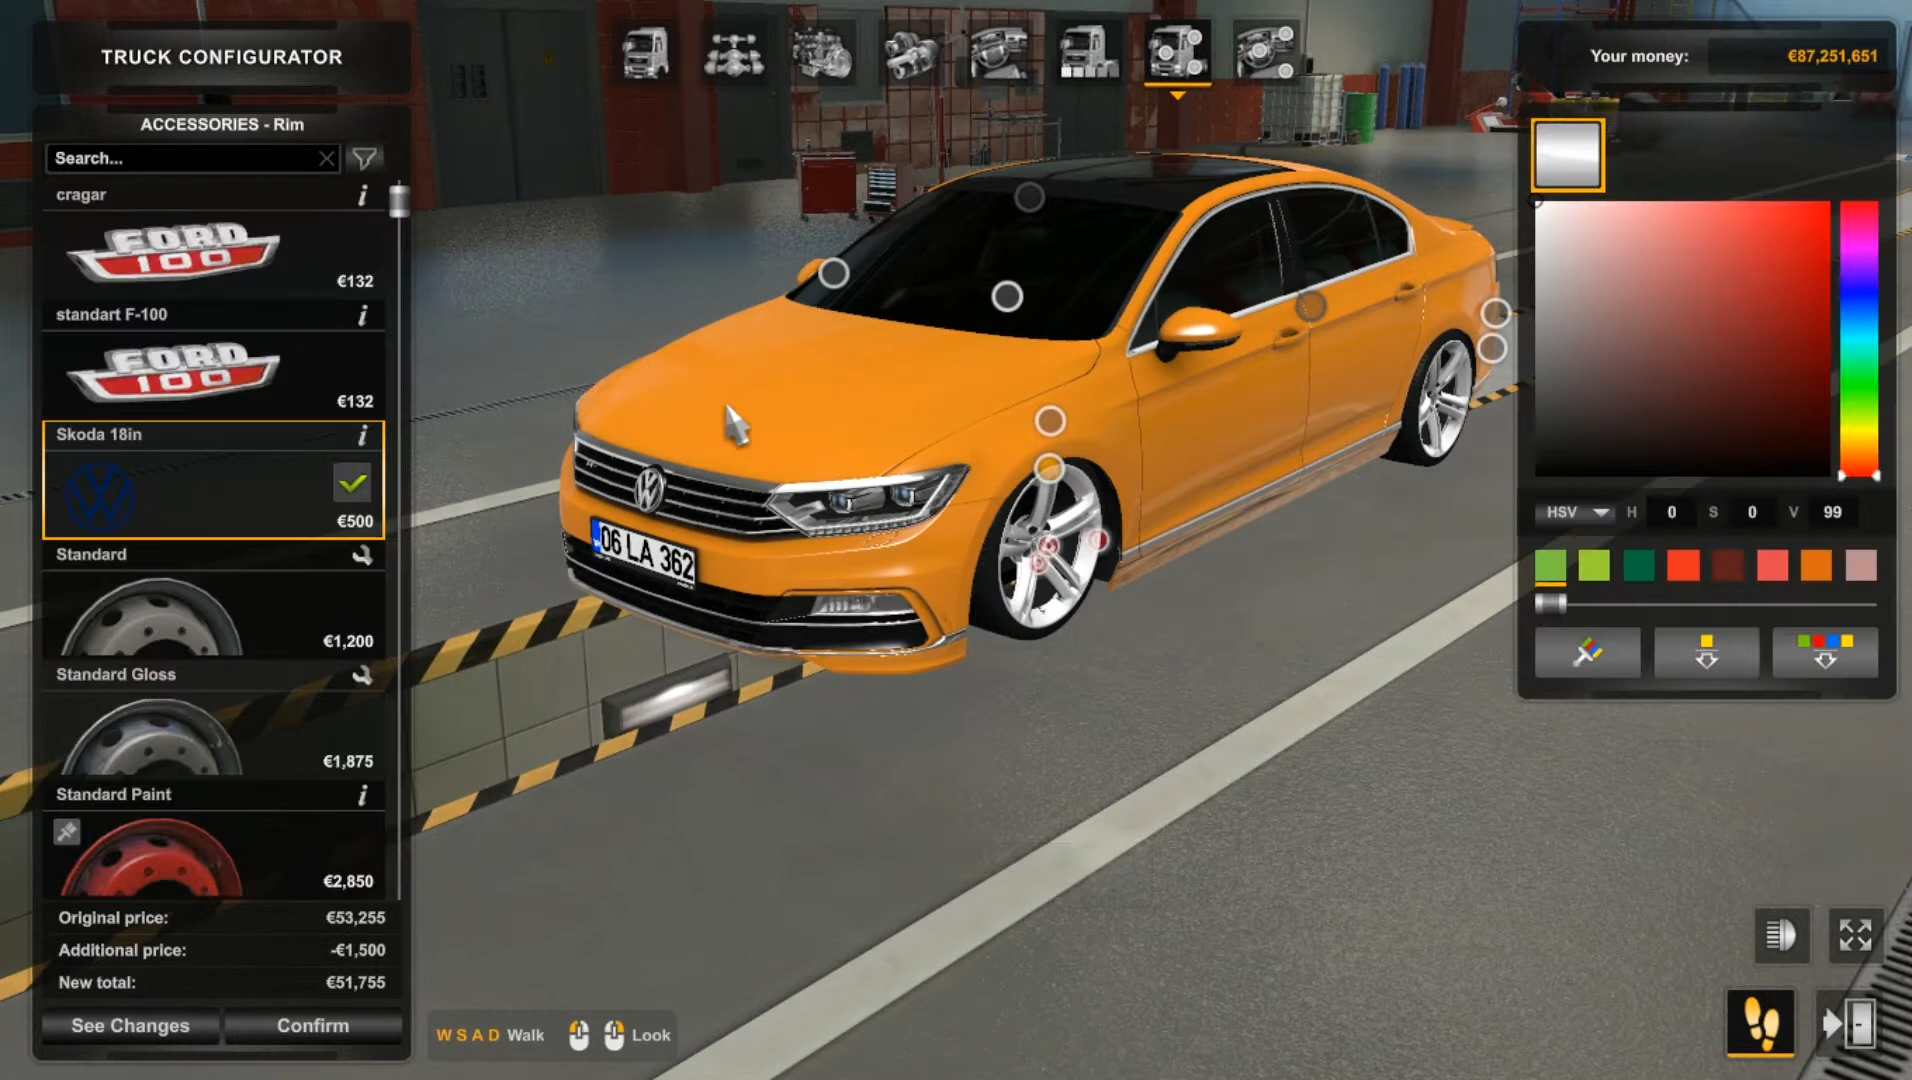 TRUCK CONFIGURATOR
ACCESSORIES - Rim
Search...
cragar
FORD
100
€132
standart F-100
FORD
100
€132
Skoda 18in
€500
Standard
€1,200
Standard Gloss
€1,875
Standard Paint
€2,850
Original price: €53,255
Additional price: -€1,500
New total: €51,755
See Changes
Confirm
W S A D Walk
Look
06 LA 362
Your money: €87,251,651
HSV H 0 S 0 V 99